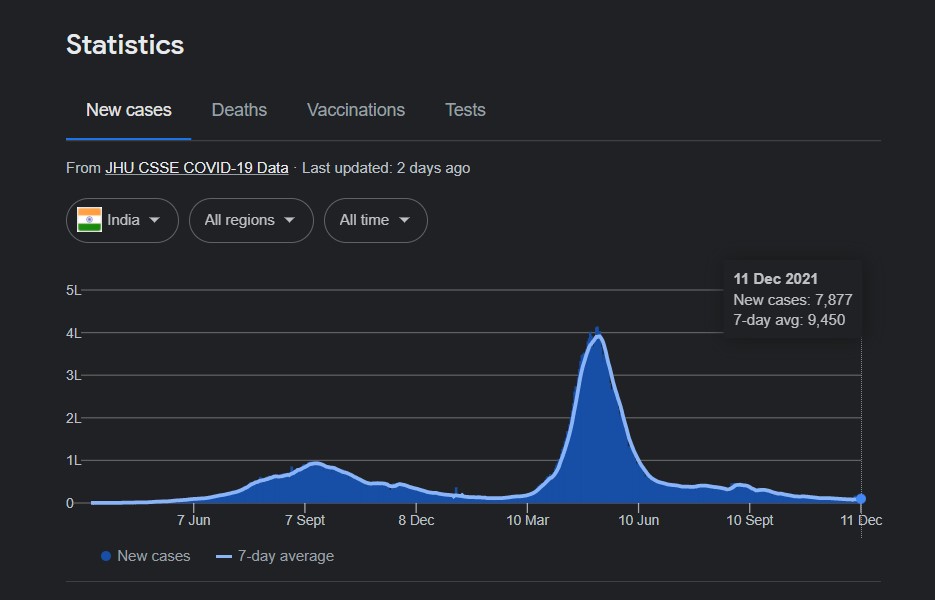 Statistics
New cases Deaths Vaccinations Tests
From JHU CSSE COVID-19 Data · Last updated: 2 days ago
India All regions All time
11 Dec 2021
New cases: 7,877
7-day avg: 9,450
5L
4L
3L
2L
1L
0
7 Jun 7 Sept 8 Dec 10 Mar 10 Jun 10 Sept 11 Dec
New cases 7-day average